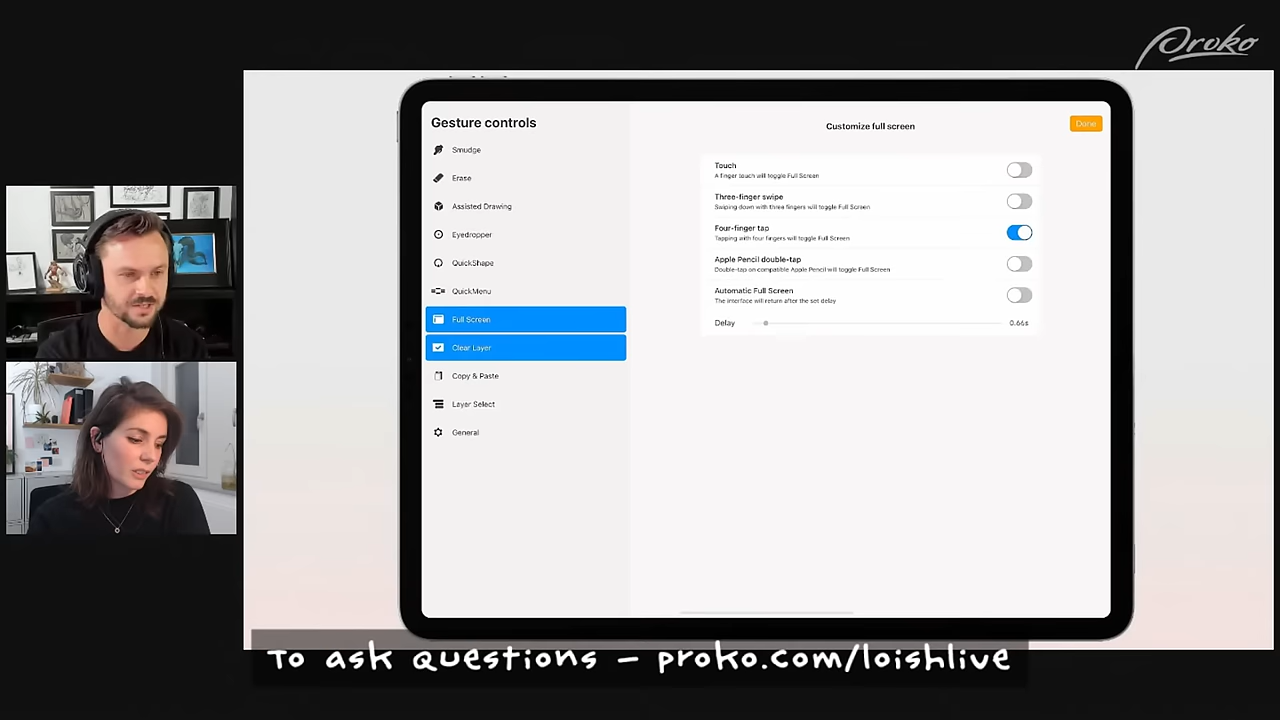 Proko
Gesture controls
Smudge
Erase
Assisted Drawing
Eyedropper
QuickShape
QuickMenu
Full Screen
Clear Layer
Copy & Paste
Layer Select
General
Customize full screen
Done
Touch
A finger touch will toggle Full Screen
Three-finger swipe
Swiping down with three fingers will toggle Full Screen
Four-finger tap
Tapping with four fingers will toggle Full Screen
Apple Pencil double-tap
Double-tap on compatible Apple Pencil will toggle Full Screen
Automatic Full Screen
The interface will return after the set delay
Delay 0.66s
To ask questions – proko.com/loishlive